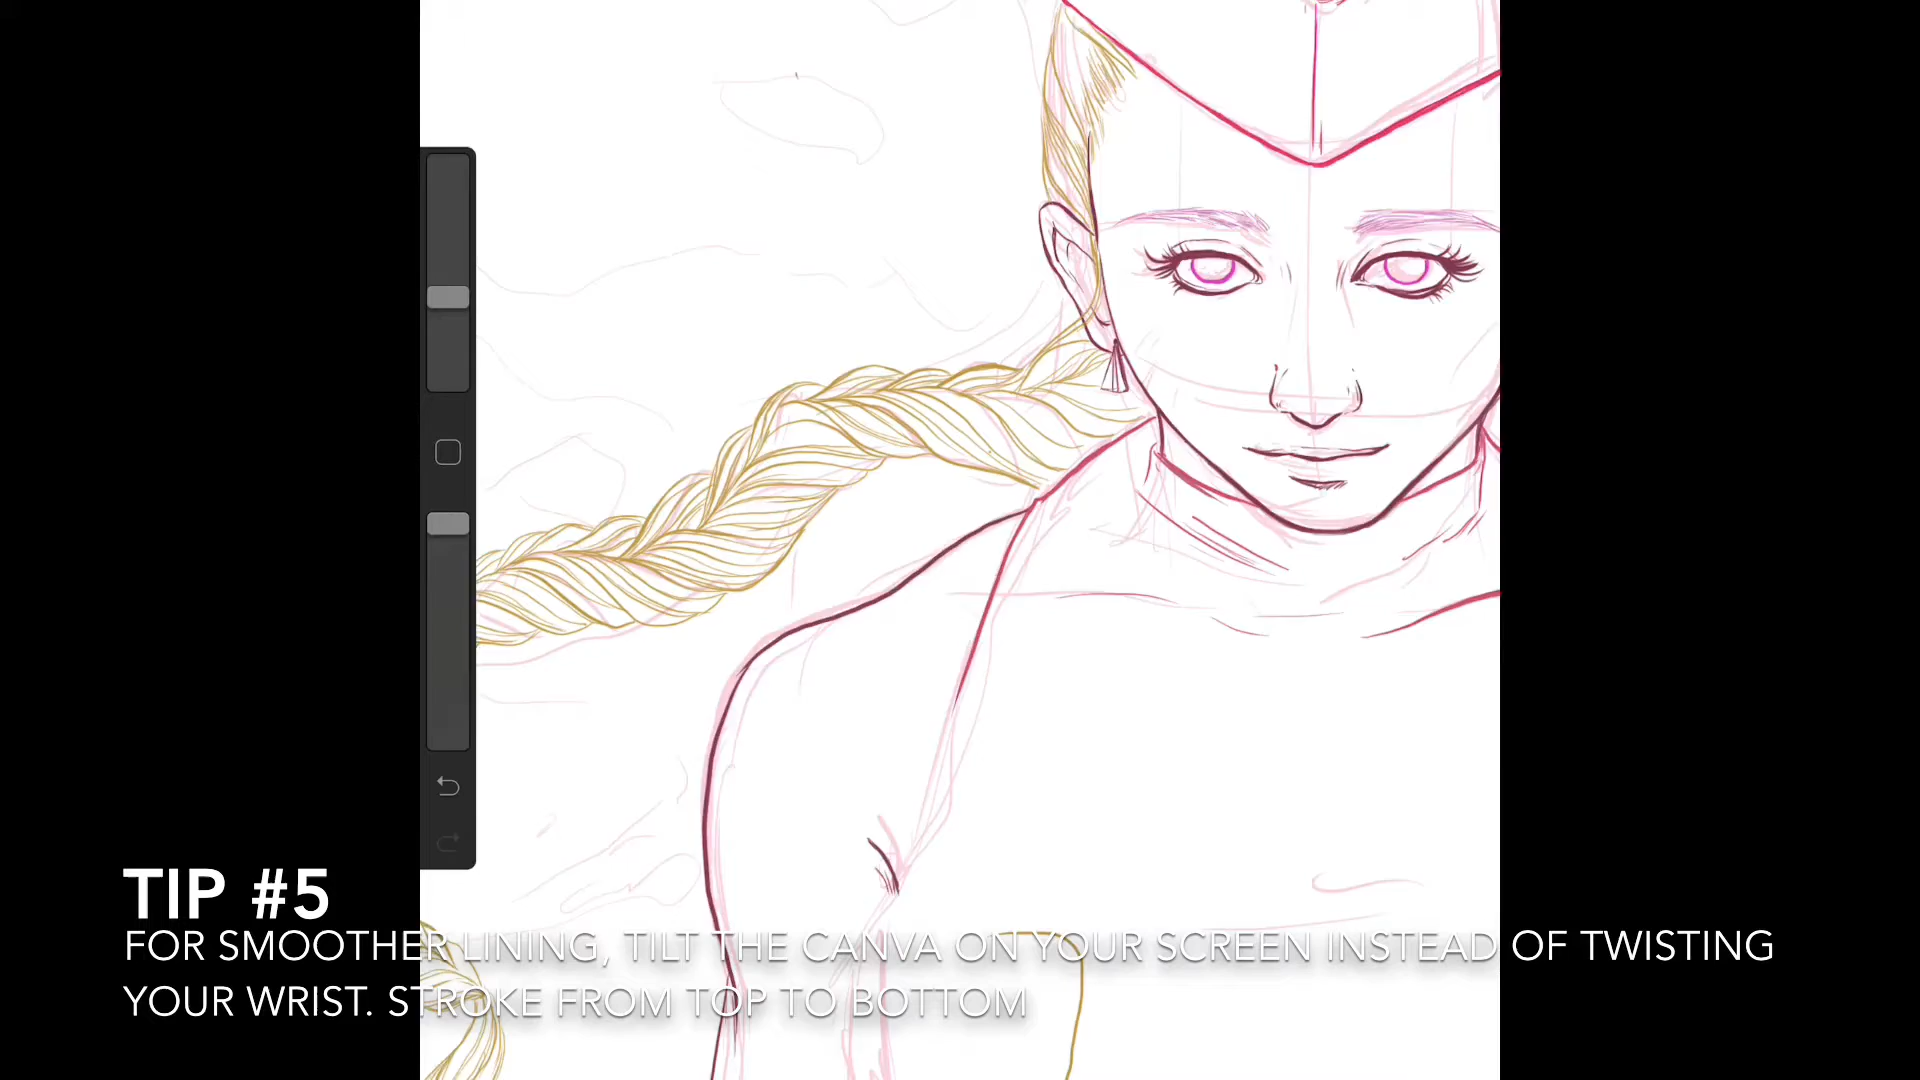 TIP #5
FOR SMOOTHER LINING, TILT THE CANVA ON YOUR SCREEN INSTEAD OF TWISTING
YOUR WRIST. STROKE FROM TOP TO BOTTOM